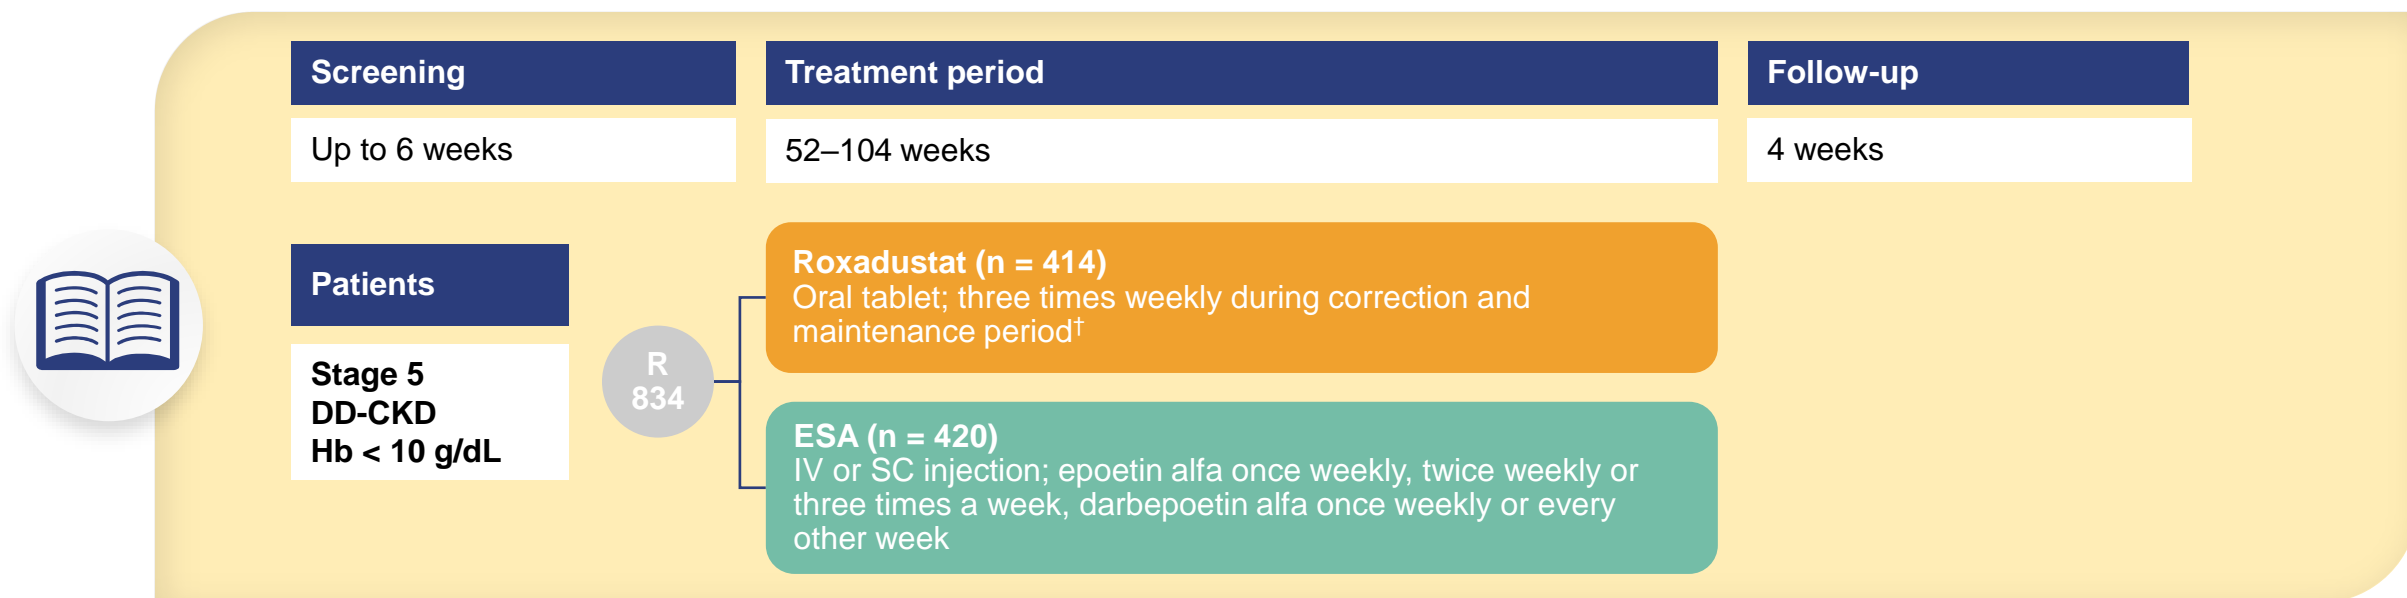 Screening
Treatment period
Follow-up
Up to 6 weeks
52–104 weeks
4 weeks
Patients
Stage 5
DD-CKD
Hb < 10 g/dL
R
834
Roxadustat (n = 414)
Oral tablet; three times weekly during correction and
maintenance period†
ESA (n = 420)
IV or SC injection; epoetin alfa once weekly, twice weekly or
three times a week, darbepoetin alfa once weekly or every
other week